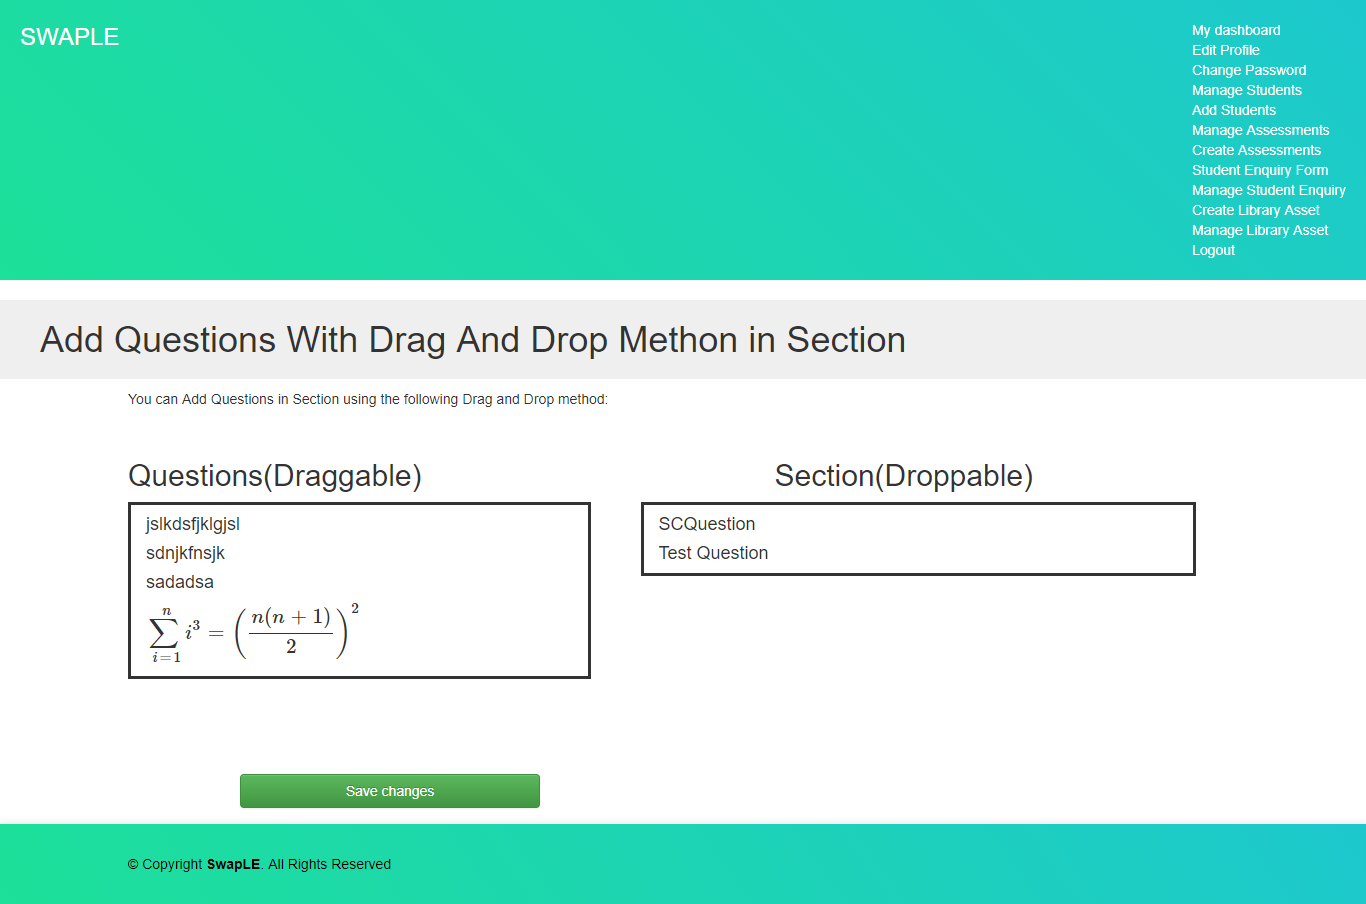 SWAPLE
My dashboard
Edit Profile
Change Password
Manage Students
Add Students
Manage Assessments
Create Assessments
Student Enquiry Form
Manage Student Enquiry
Create Library Asset
Manage Library Asset
Logout
Add Questions With Drag And Drop Methon in Section
You can Add Questions in Section using the following Drag and Drop method:
Questions(Draggable)
jslkdsfjklgjsl
sdnjkfnsjk
sadadsa
\sum_{i=1}^{n} i^3 = \left( \frac{n(n+1)}{2} \right)^2
Section(Droppable)
SCQuestion
Test Question
Save changes
© Copyright SwapLE. All Rights Reserved